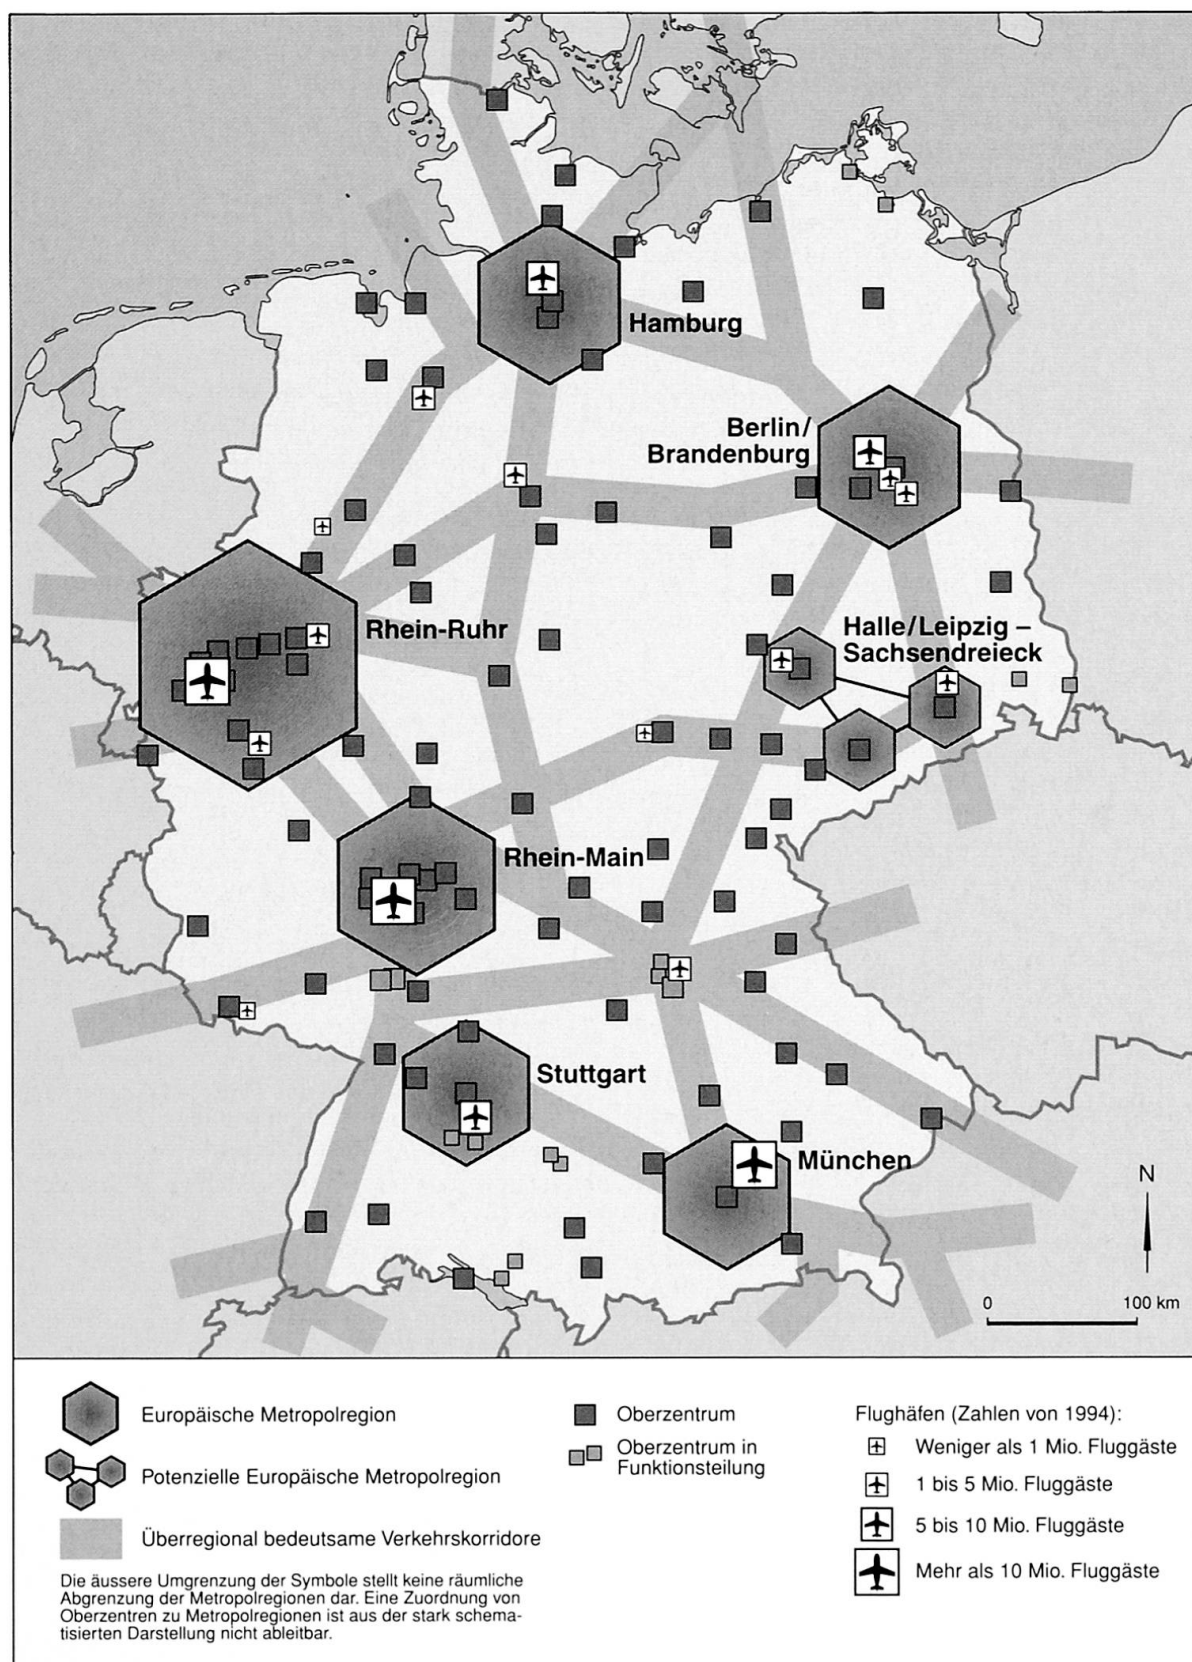 Hamburg
Berlin/
Brandenburg
Rhein-Ruhr
Halle/Leipzig –
Sachsendreieck
Rhein-Main
Stuttgart
München
N
0 100 km
Europäische Metropolregion
Potenzielle Europäische Metropolregion
Überregional bedeutsame Verkehrskorridore
Die äussere Umgrenzung der Symbole stellt keine räumliche
Abgrenzung der Metropolregionen dar. Eine Zuordnung von
Oberzentren zu Metropolregionen ist aus der stark schema-
tisierten Darstellung nicht ableitbar.
Oberzentrum
Oberzentrum in
Funktionsteilung
Flughäfen (Zahlen von 1994):
Weniger als 1 Mio. Fluggäste
1 bis 5 Mio. Fluggäste
5 bis 10 Mio. Fluggäste
Mehr als 10 Mio. Fluggäste